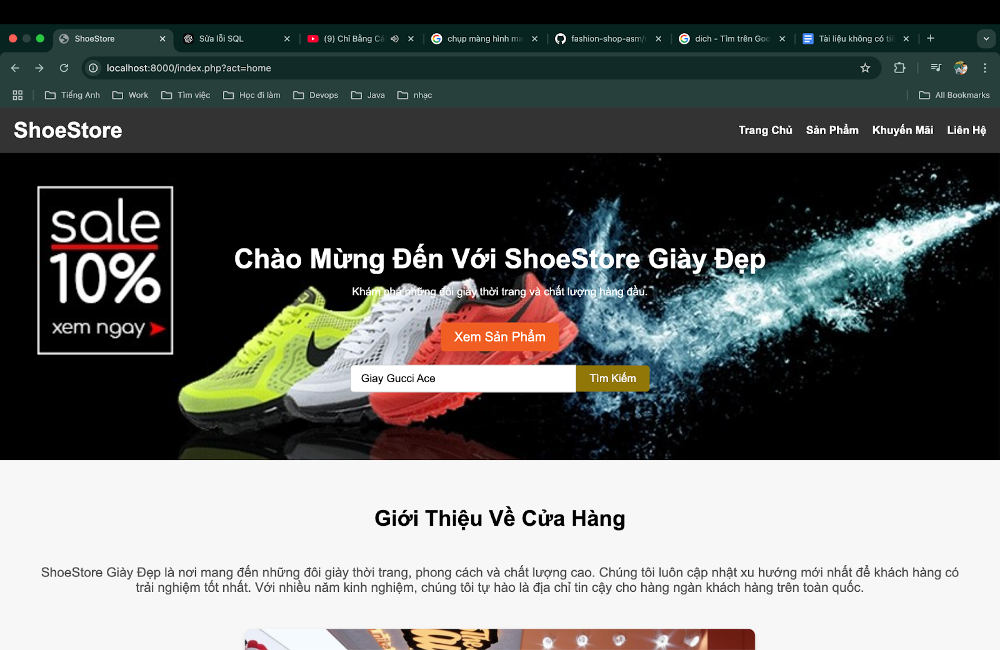 ShoeStore
Sửa lỗi SQL
(9) Chỉ Bằng Cá
chụp màng hình ma
fashion-shop-asm/r
dich - Tìm trên Goo
Tài liệu không có tiê
localhost:8000/index.php?act=home
Tiếng Anh
Work
Tìm việc
Học đi làm
Devops
Java
nhạc
All Bookmarks
ShoeStore
Trang Chủ
Sản Phẩm
Khuyến Mãi
Liên Hệ
sale
10%
xem ngay
Chào Mừng Đến Với ShoeStore Giày Đẹp
Khám phá những đôi giày thời trang và chất lượng hàng đầu.
Xem Sản Phẩm
Giay Gucci Ace
Tìm Kiếm
Giới Thiệu Về Cửa Hàng
ShoeStore Giày Đẹp là nơi mang đến những đôi giày thời trang, phong cách và chất lượng cao. Chúng tôi luôn cập nhật xu hướng mới nhất để khách hàng có
trải nghiệm tốt nhất. Với nhiều năm kinh nghiệm, chúng tôi tự hào là địa chỉ tin cậy cho hàng ngàn khách hàng trên toàn quốc.
The